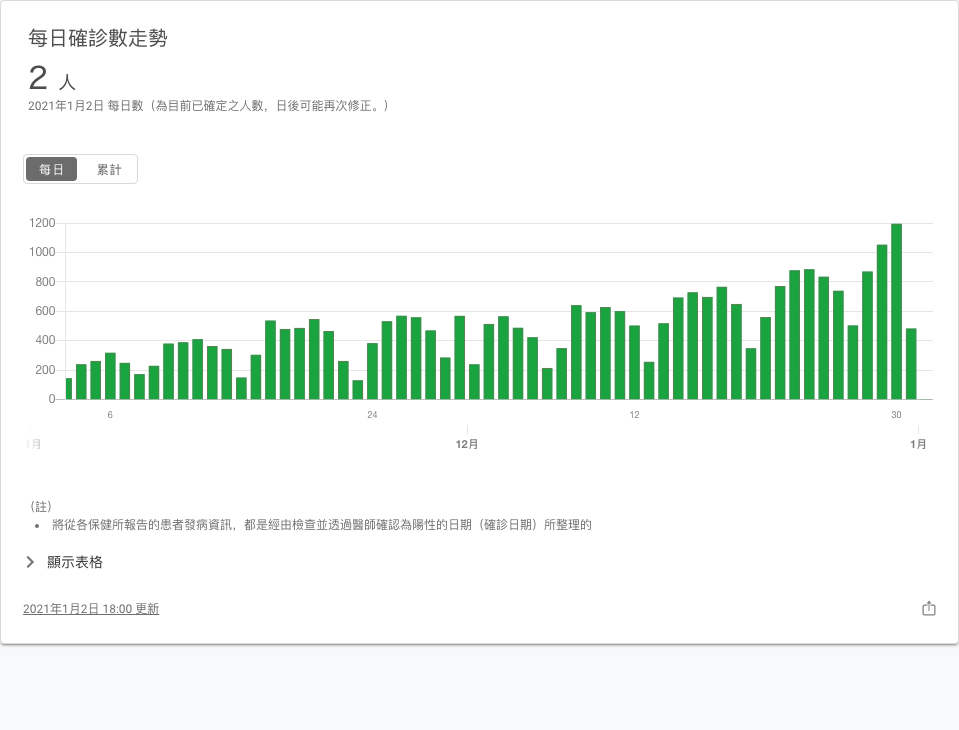 每日確診數走勢
2 人
2021年1月2日 每日數（為目前已確定之人數，日後可能再次修正。）
每日 累計
1200
1000
800
600
400
200
0
6 24 12 30
月 12月 1月
（註）
• 將從各保健所報告的患者發病資訊，都是經由檢查並透過醫師確認為陽性的日期（確診日期）所整理的
顯示表格
2021年1月2日 18:00 更新